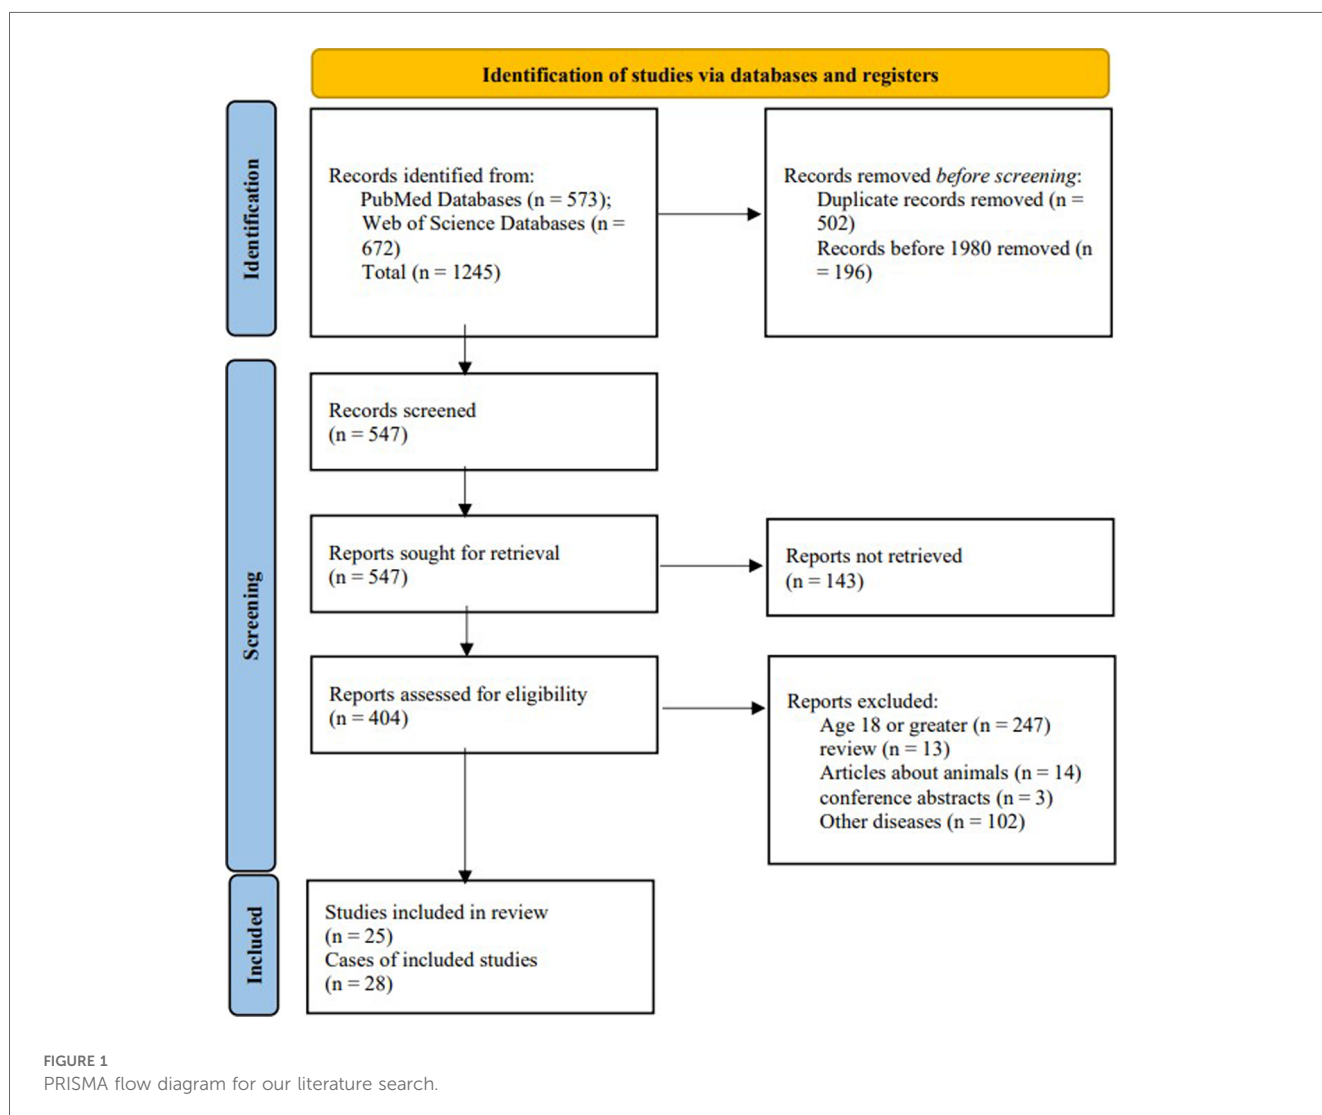 Identification of studies via databases and registers
Identification
Records identified from:
PubMed Databases (n = 573);
Web of Science Databases (n =
672)
Total (n = 1245)
Records removed before screening:
Duplicate records removed (n =
502)
Records before 1980 removed (n
= 196)
Screening
Records screened
(n = 547)
Reports sought for retrieval
(n = 547)
Reports not retrieved
(n = 143)
Reports assessed for eligibility
(n = 404)
Reports excluded:
Age 18 or greater (n = 247)
review (n = 13)
Articles about animals (n = 14)
conference abstracts (n = 3)
Other diseases (n = 102)
Included
Studies included in review
(n = 25)
Cases of included studies
(n = 28)
FIGURE 1
PRISMA flow diagram for our literature search.